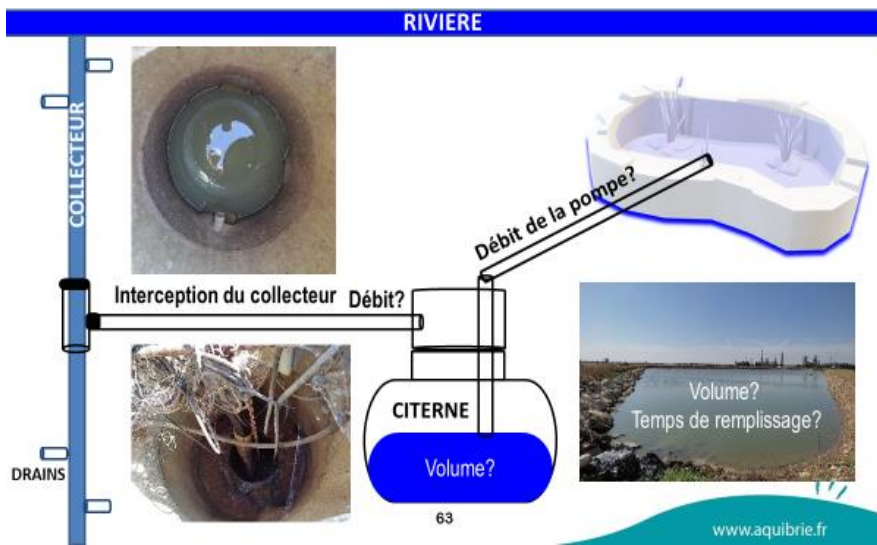 RIVIERE
COLLECTEUR
Débit de la pompe?
Interception du collecteur
Débit?
Volume?
Temps de remplissage?
CITERNE
Volume?
DRAINS
63
www.aquibrie.fr